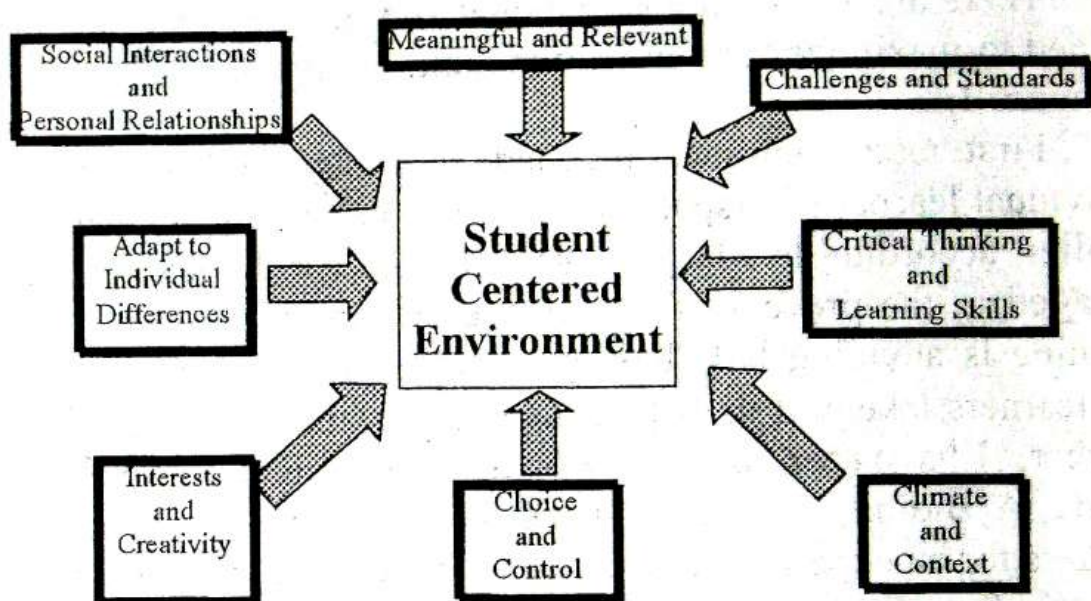 Social Interactions
and
Personal Relationships
Meaningful and Relevant
Challenges and Standards
Adapt to
Individual
Differences
Student
Centered
Environment
Critical Thinking
and
Learning Skills
Interests
and
Creativity
Choice
and
Control
Climate
and
Context